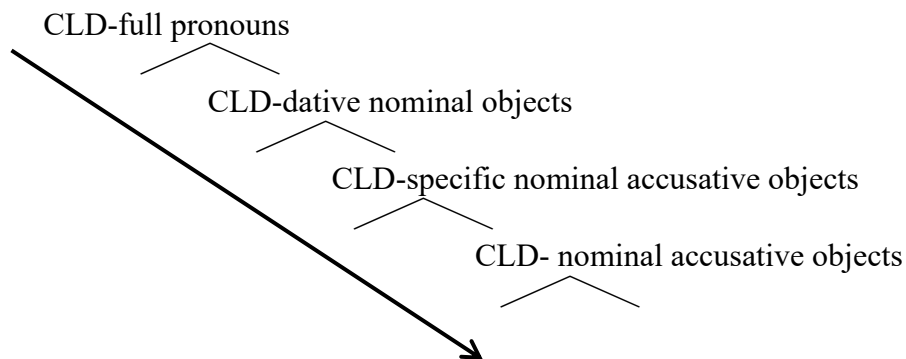 CLD-full pronouns
CLD-dative nominal objects
CLD-specific nominal accusative objects
CLD- nominal accusative objects